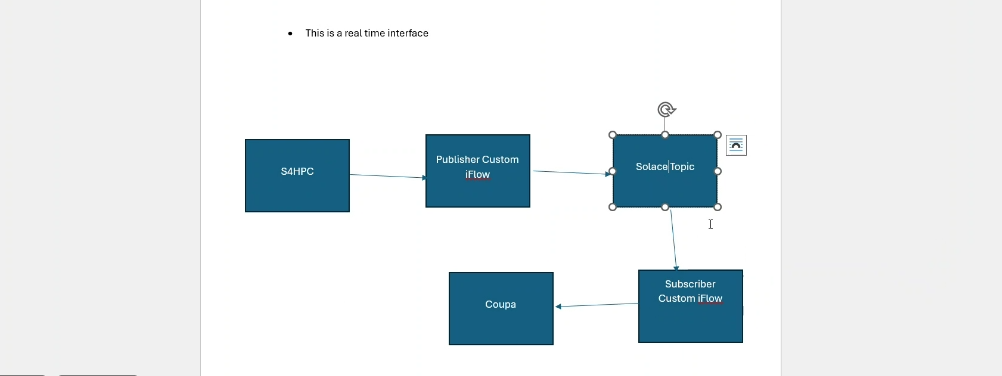 • This is a real time interface
S4HPC
Publisher Custom
iFlow
Solace Topic
Subscriber
Custom iFlow
Coupa